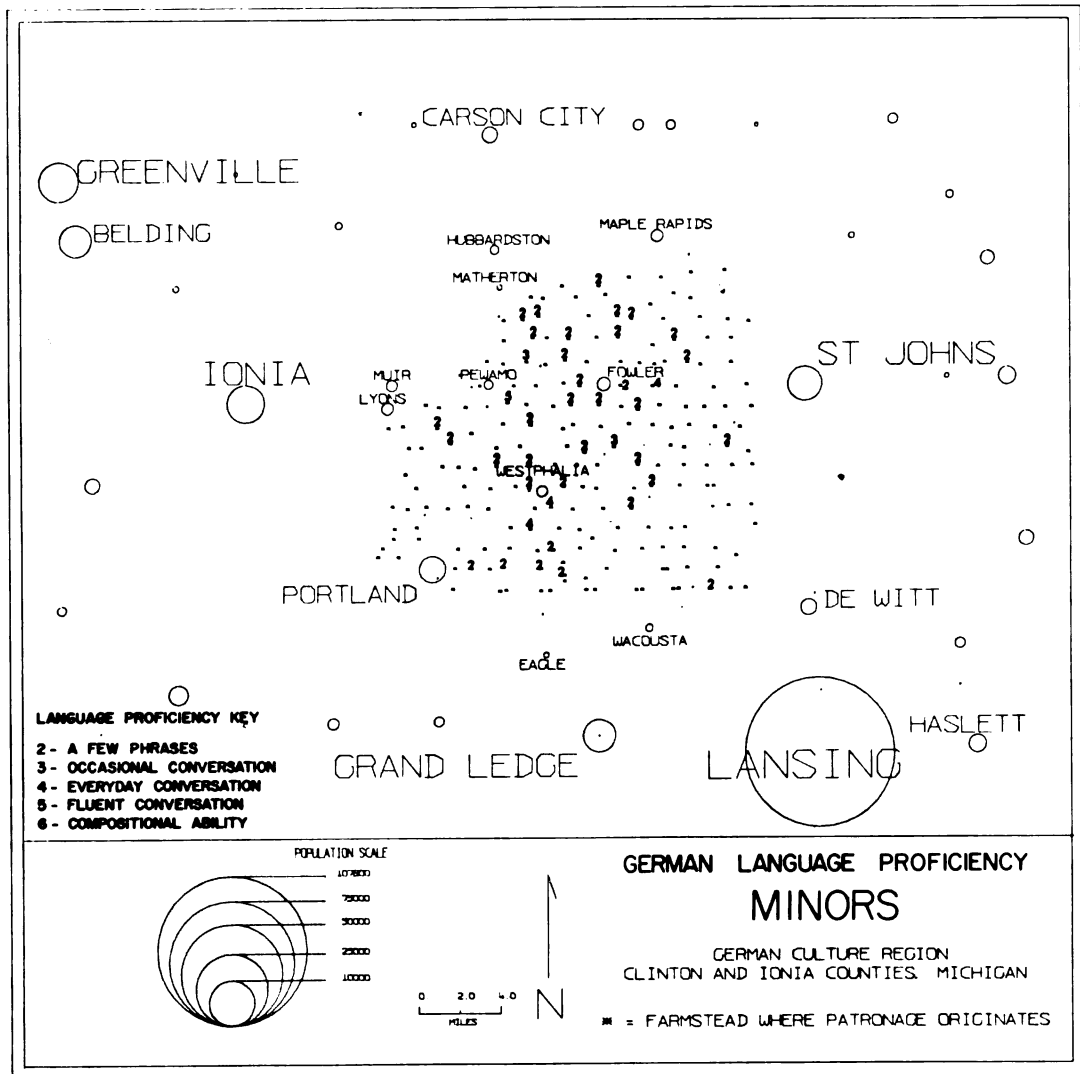 CARSON CITY
GREENVILLE
BELDING
MAPLE RAPIDS
HUBBARDSTON
MATHERTON
ST JOHNS
IONIA
MUIR
PEWAMO
FOWLER
LYONS
WESTPHALIA
PORTLAND
DE WITT
WACOUSTA
EAGLE
HASLETT
GRAND LEDGE
LANSING
LANGUAGE PROFICIENCY KEY
2 - A FEW PHRASES
3 - OCCASIONAL CONVERSATION
4 - EVERYDAY CONVERSATION
5 - FLUENT CONVERSATION
6 - COMPOSITIONAL ABILITY
POPULATION SCALE
107800
75000
50000
25000
10000
0 2.0 4.0
MILES
N
GERMAN LANGUAGE PROFICIENCY
MINORS
GERMAN CULTURE REGION
CLINTON AND IONIA COUNTIES. MICHIGAN
* = FARMSTEAD WHERE PATRONAGE ORIGINATES